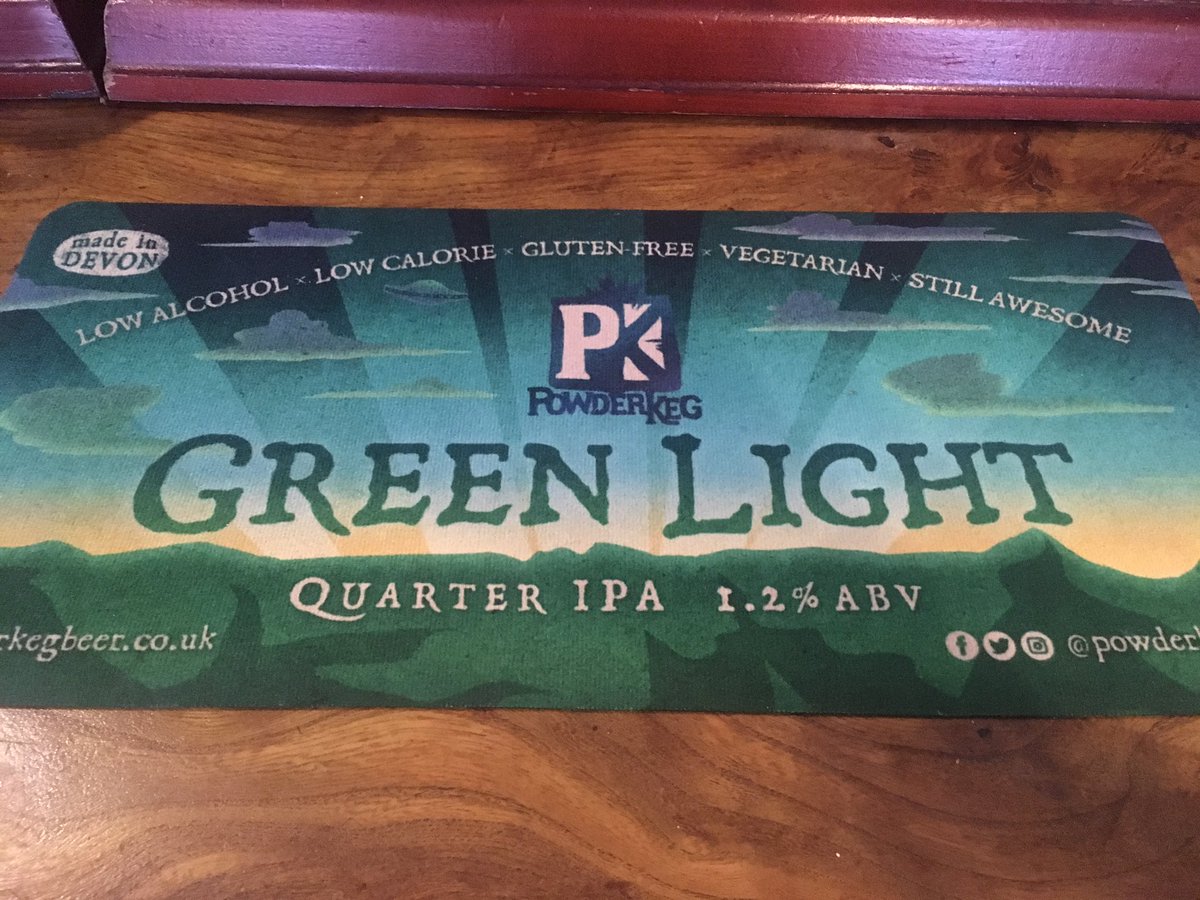 made in
DEVON
LOW ALCOHOL × LOW CALORIE × GLUTEN-FREE × VEGETARIAN × STILL AWESOME
PK
POWDERKEG
GREEN LIGHT
QUARTER IPA 1.2% ABV
rkegbeer.co.uk
@powderk